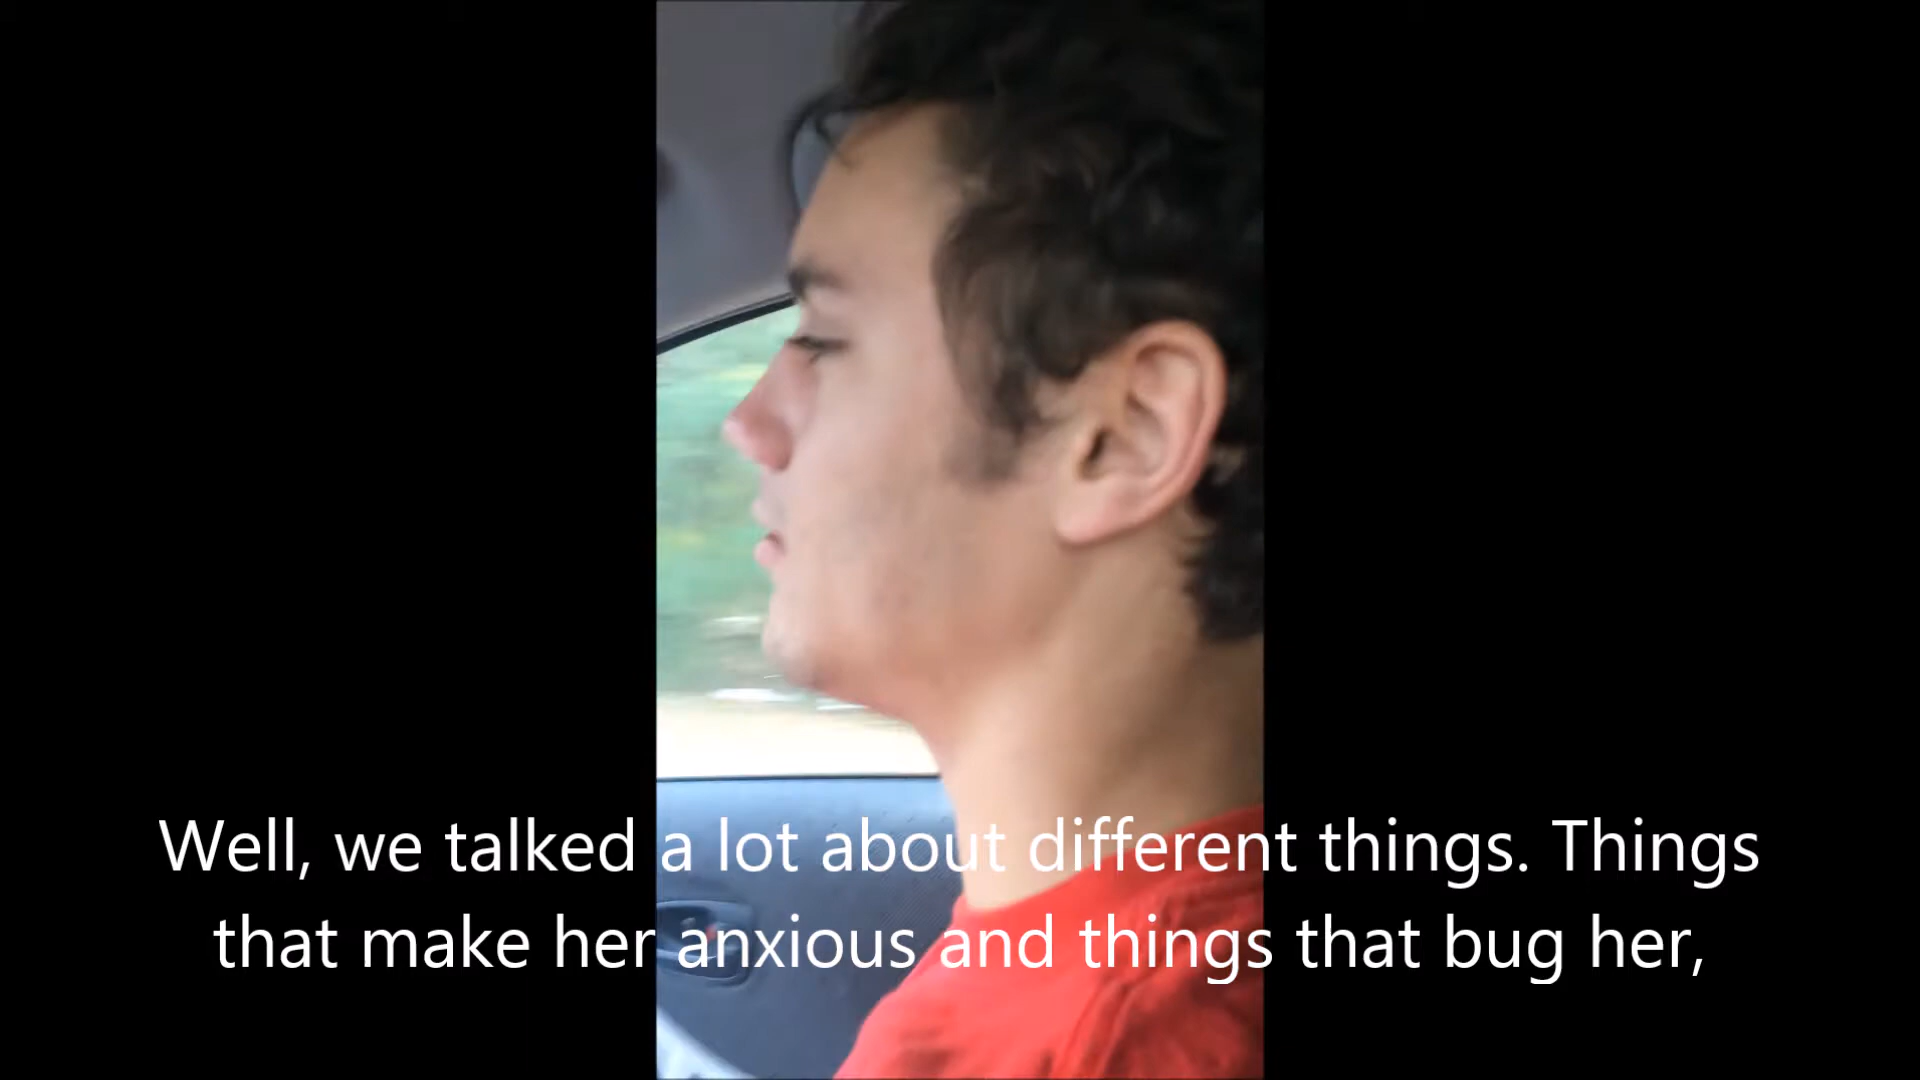 Well, we talked a lot about different things. Things
that make her anxious and things that bug her,